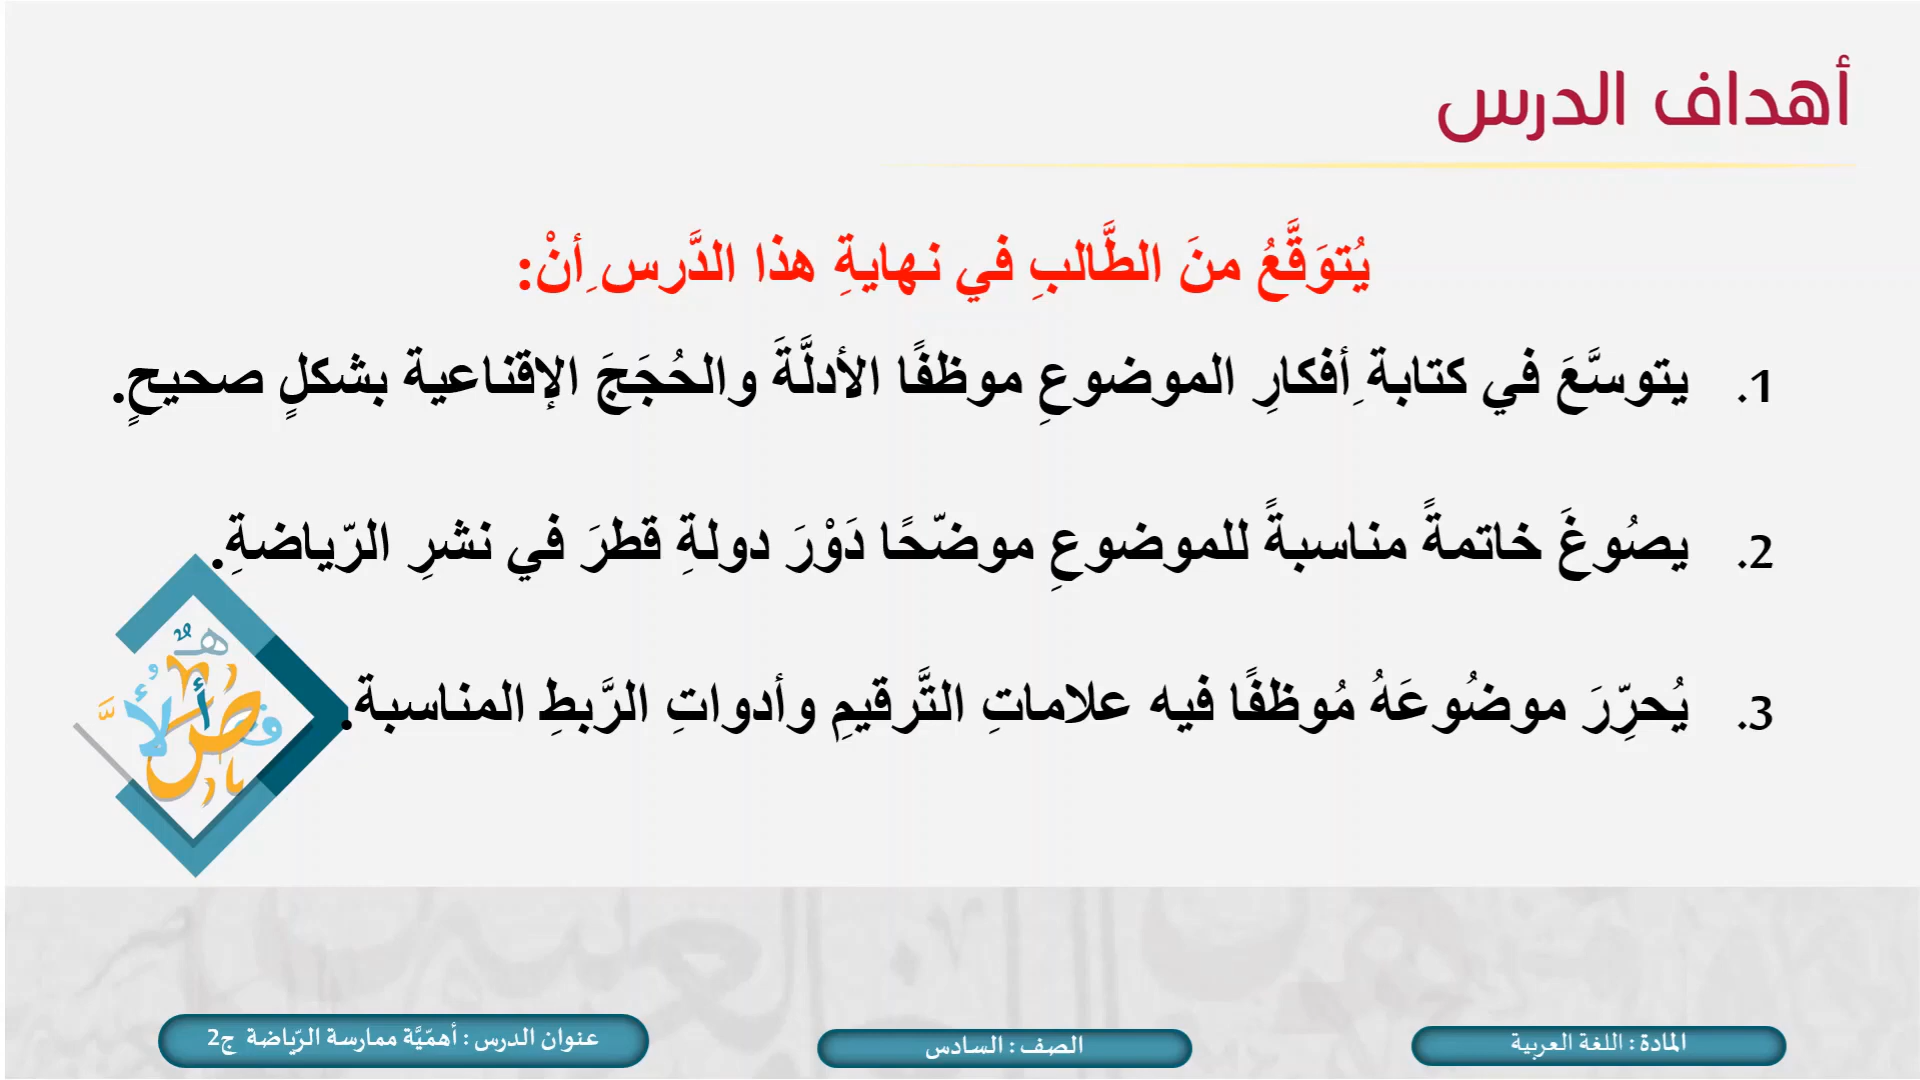 أهداف الدرس
يُتوَقَّعُ منَ الطَّالبِ في نهايةِ هذا الدَّرسِ أنْ:
1. يتوسَّعَ في كتابةِ أفكارِ الموضوعِ موظفًا الأدلَّةَ والحُجَجَ الإقناعية بشكلٍ صحيحٍ.
2. يصُوغَ خاتمةً مناسبةً للموضوعِ موضّحًا دَوْرَ دولةِ قطرَ في نشرِ الرّياضةِ.
3. يُحرِّرَ موضُوعَهُ مُوظفًا فيه علاماتِ التَّرقيمِ وأدواتِ الرَّبطِ المناسبة.
المادة : اللغة العربية
الصف : السادس
عنوان الدرس : أهمّيَّة ممارسة الرّياضة ج2